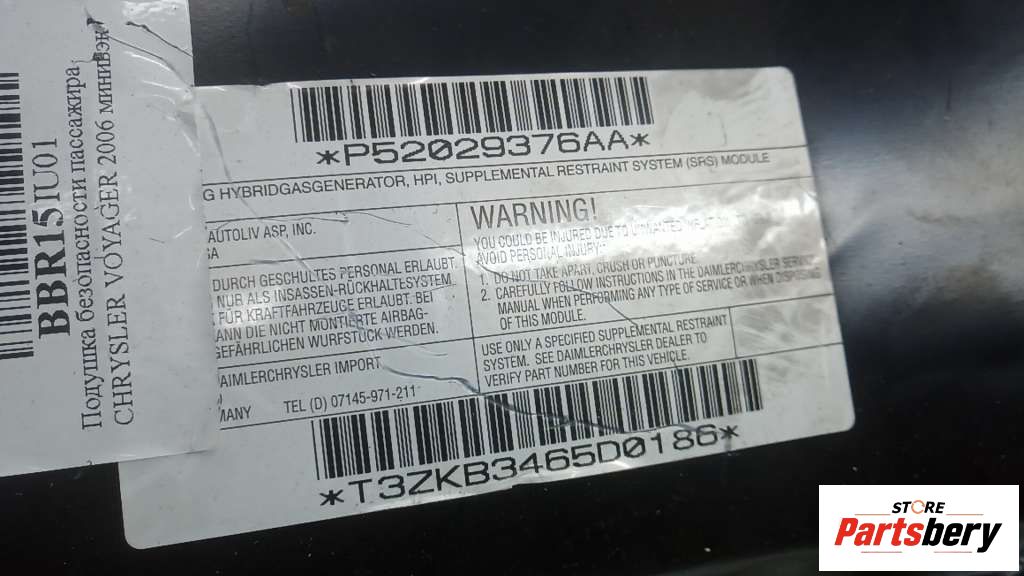 BBR15IU01
Подушка безопасности пассажира
CHRYSLER VOYAGER 2006 минивэн
*P52029376AA*
G HYBRIDGASGENERATOR, HPI, SUPPLEMENTAL RESTRAINT SYSTEM (SRS) MODULE
AUTOLIV ASP, INC.
DURCH GESCHULTES PERSONAL ERLAUBT.
NUR ALS INSASSEN-RÜCKHALTESYSTEM
FÜR KRAFTFAHRZEUGE ERLAUBT. BEI
KANN DIE NICHT MONTIERTE AIRBAG-
GEFÄHRLICHEN WURFSTÜCK WERDEN.
DAIMLERCHRYSLER IMPORT
MANY TEL (D) 07145-971-211
WARNING!
YOU COULD BE INJURED DUE TO UNWANTED
AVOID PERSONAL INJURY:
1. DO NOT TAKE APART, CRUSH OR PUNCTURE.
2. CAREFULLY FOLLOW INSTRUCTIONS IN THE DAIMLERCHRYSLER SERVICE
MANUAL WHEN PERFORMING ANY TYPE OF SERVICE OR WHEN DISPOSING
OF THIS MODULE.
USE ONLY A SPECIFIED SUPPLEMENTAL RESTRAINT
SYSTEM. SEE DAIMLERCHRYSLER DEALER TO
VERIFY PART NUMBER FOR THIS VEHICLE.
*T3ZKB3465D0186*
STORE
Partsbery